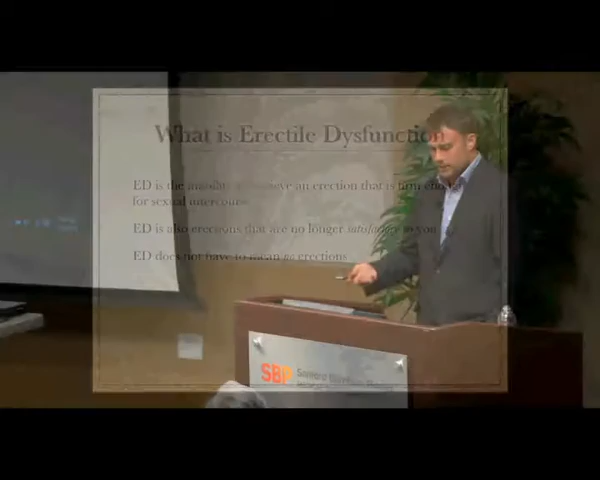 What is Erectile Dysfunction
ED is the an erection that is firm
for sexual intercourse
ED is also erections that are no longer satisfactory to you
ED does not have to mean no erections
SBP